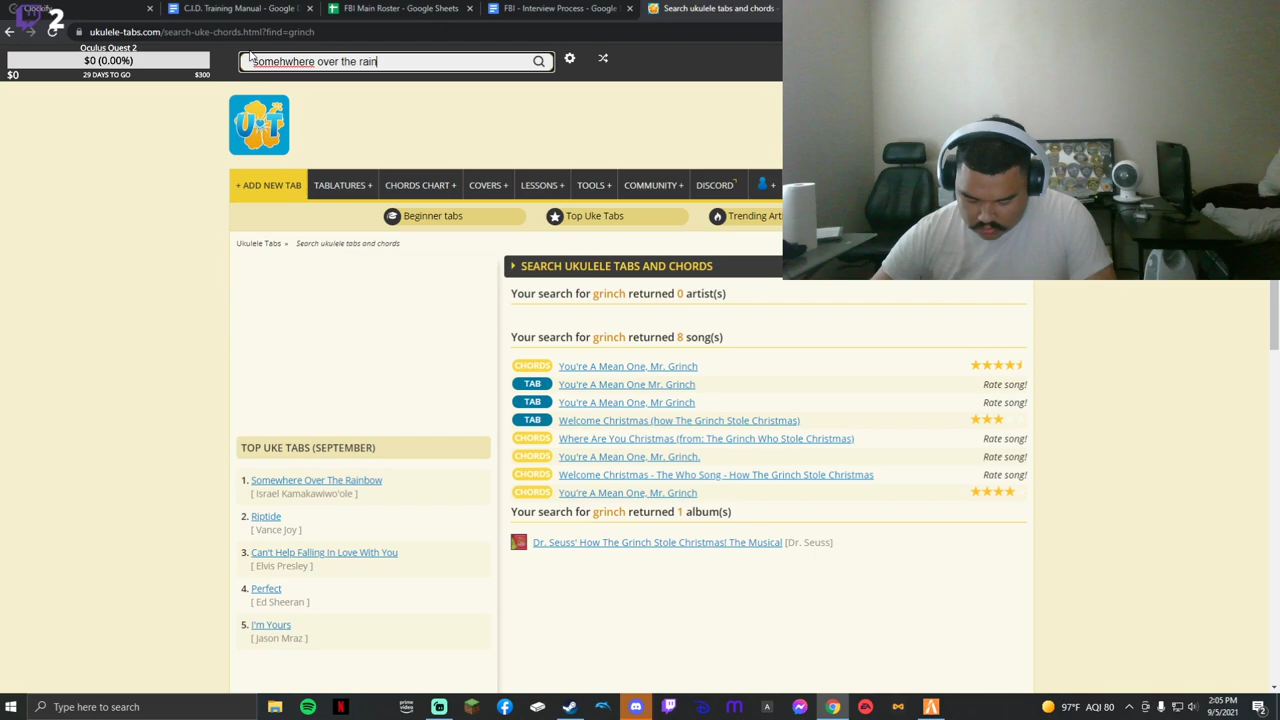 Clockify
C.I.D. Training Manual - Google D
FBI Main Roster - Google Sheets
FBI - Interview Process - Google
Search ukulele tabs and chords
2
ukulele-tabs.com/search-uke-chords.html?find=grinch
Oculus Quest 2
$0 (0.00%)
$0 29 DAYS TO GO $300
somehwhere over the rain
U T
+ ADD NEW TAB TABLATURES + CHORDS CHART + COVERS + LESSONS + TOOLS + COMMUNITY + DISCORD +
Beginner tabs Top Uke Tabs Trending Art
Ukulele Tabs » Search ukulele tabs and chords
SEARCH UKULELE TABS AND CHORDS
Your search for grinch returned 0 artist(s)
Your search for grinch returned 8 song(s)
CHORDS You're A Mean One, Mr. Grinch
TAB You're A Mean One Mr. Grinch Rate song!
TAB You're A Mean One, Mr Grinch Rate song!
TAB Welcome Christmas (how The Grinch Stole Christmas)
CHORDS Where Are You Christmas (from: The Grinch Who Stole Christmas) Rate song!
CHORDS You're A Mean One, Mr. Grinch. Rate song!
CHORDS Welcome Christmas - The Who Song - How The Grinch Stole Christmas Rate song!
CHORDS You're A Mean One, Mr. Grinch
Your search for grinch returned 1 album(s)
Dr. Seuss' How The Grinch Stole Christmas! The Musical [Dr. Seuss]
TOP UKE TABS (SEPTEMBER)
1. Somewhere Over The Rainbow
[ Israel Kamakawiwo'ole ]
2. Riptide
[ Vance Joy ]
3. Can't Help Falling In Love With You
[ Elvis Presley ]
4. Perfect
[ Ed Sheeran ]
5. I'm Yours
[ Jason Mraz ]
Type here to search
prime video
97°F AQI 80
2:05 PM
9/5/2021